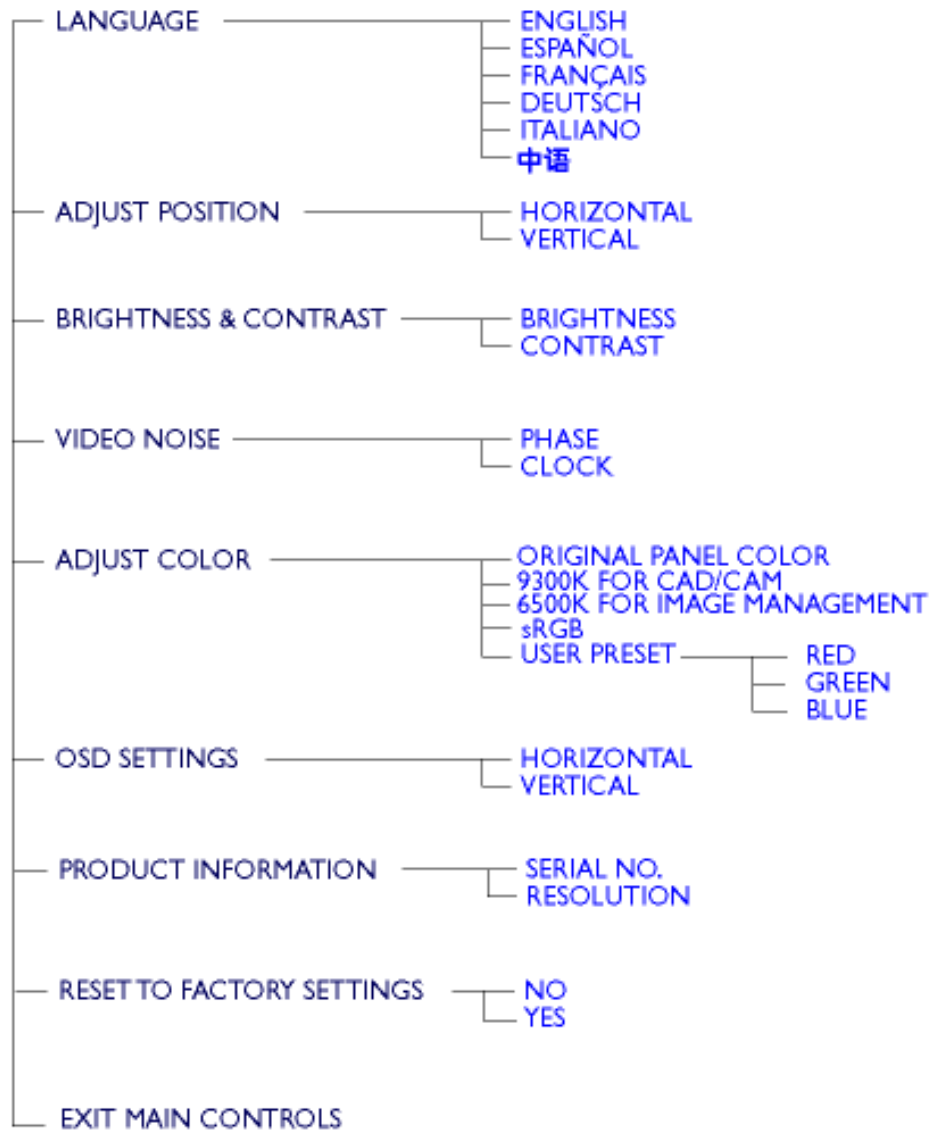 LANGUAGE
ENGLISH
ESPAÑOL
FRANÇAIS
DEUTSCH
ITALIANO
中语
ADJUST POSITION
HORIZONTAL
VERTICAL
BRIGHTNESS & CONTRAST
BRIGHTNESS
CONTRAST
VIDEO NOISE
PHASE
CLOCK
ADJUST COLOR
ORIGINAL PANEL COLOR
9300K FOR CAD/CAM
6500K FOR IMAGE MANAGEMENT
sRGB
USER PRESET
RED
GREEN
BLUE
OSD SETTINGS
HORIZONTAL
VERTICAL
PRODUCT INFORMATION
SERIAL NO.
RESOLUTION
RESET TO FACTORY SETTINGS
NO
YES
EXIT MAIN CONTROLS